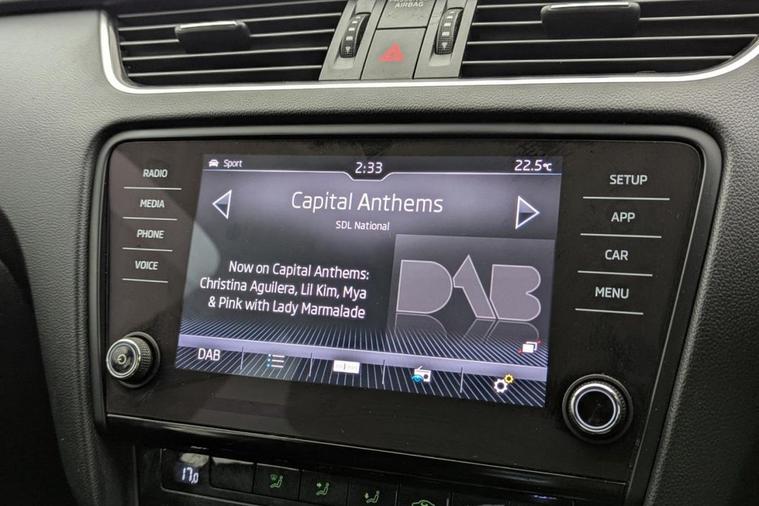 PASSENGER
AIRBAG
RADIO
MEDIA
PHONE
VOICE
Sport
2:33
22.5°C
Capital Anthems
SDL National
Now on Capital Anthems:
Christina Aguilera, Lil Kim, Mya
& Pink with Lady Marmalade
DAB
DAB
SETUP
APP
CAR
MENU
17.0